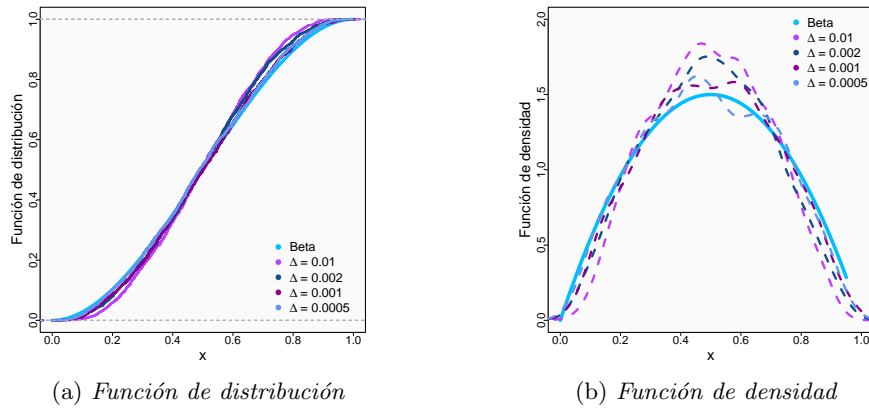 Función de distribución
0.0 0.2 0.4 0.6 0.8 1.0
0.0 0.2 0.4 0.6 0.8 1.0
x
Beta
Δ = 0.01
Δ = 0.002
Δ = 0.001
Δ = 0.0005
(a) Función de distribución
Función de densidad
0.0 0.5 1.0 1.5 2.0
0.0 0.2 0.4 0.6 0.8 1.0
x
Beta
Δ = 0.01
Δ = 0.002
Δ = 0.001
Δ = 0.0005
(b) Función de densidad